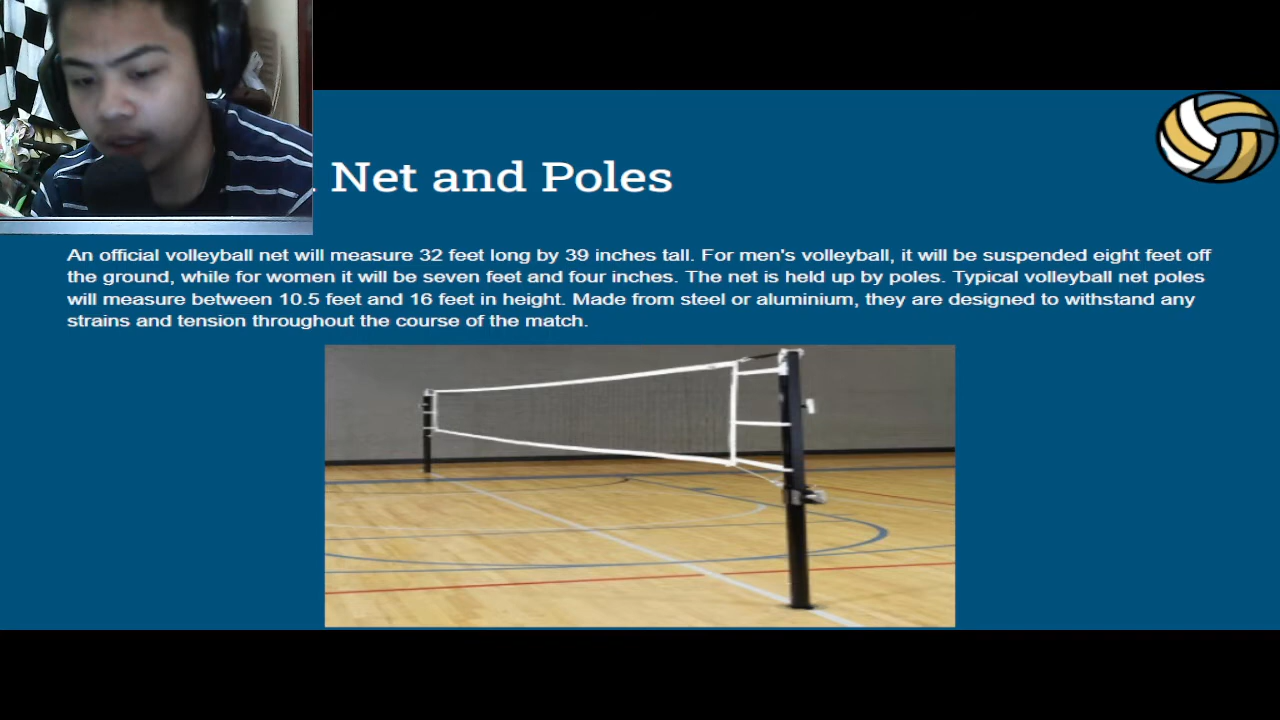 Net and Poles
An official volleyball net will measure 32 feet long by 39 inches tall. For men's volleyball, it will be suspended eight feet off
the ground, while for women it will be seven feet and four inches. The net is held up by poles. Typical volleyball net poles
will measure between 10.5 feet and 16 feet in height. Made from steel or aluminium, they are designed to withstand any
strains and tension throughout the course of the match.